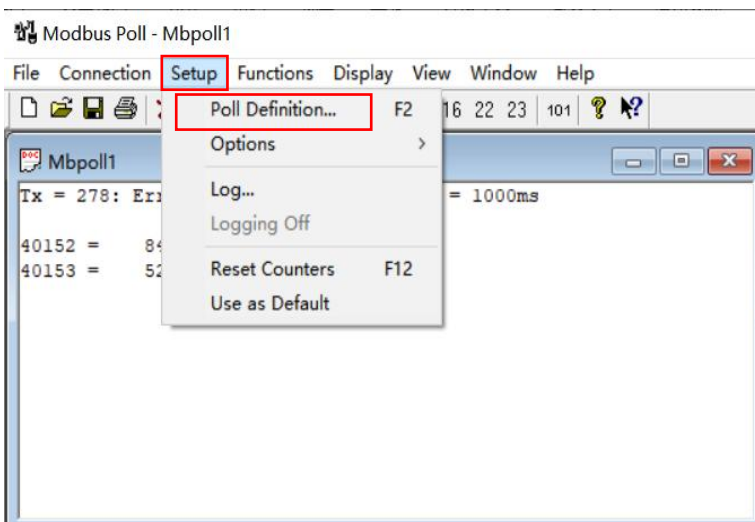 Modbus Poll - Mbpoll1
File Connection Setup Functions Display View Window Help
Poll Definition... F2 16 22 23 101
Options
Mbpoll1
Tx = 278: = 1000ms
Log...
Logging Off
40152 =
40153 =
Reset Counters F12
Use as Default